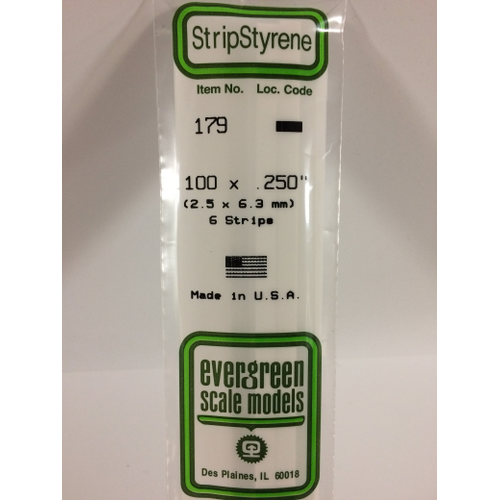 StripStyrene
Item No. Loc. Code
179
100 x .250"
(2.5 x 6.3 mm)
6 Strips
Made in U.S.A.
evergreen
scale models
Des Plaines, IL 60018